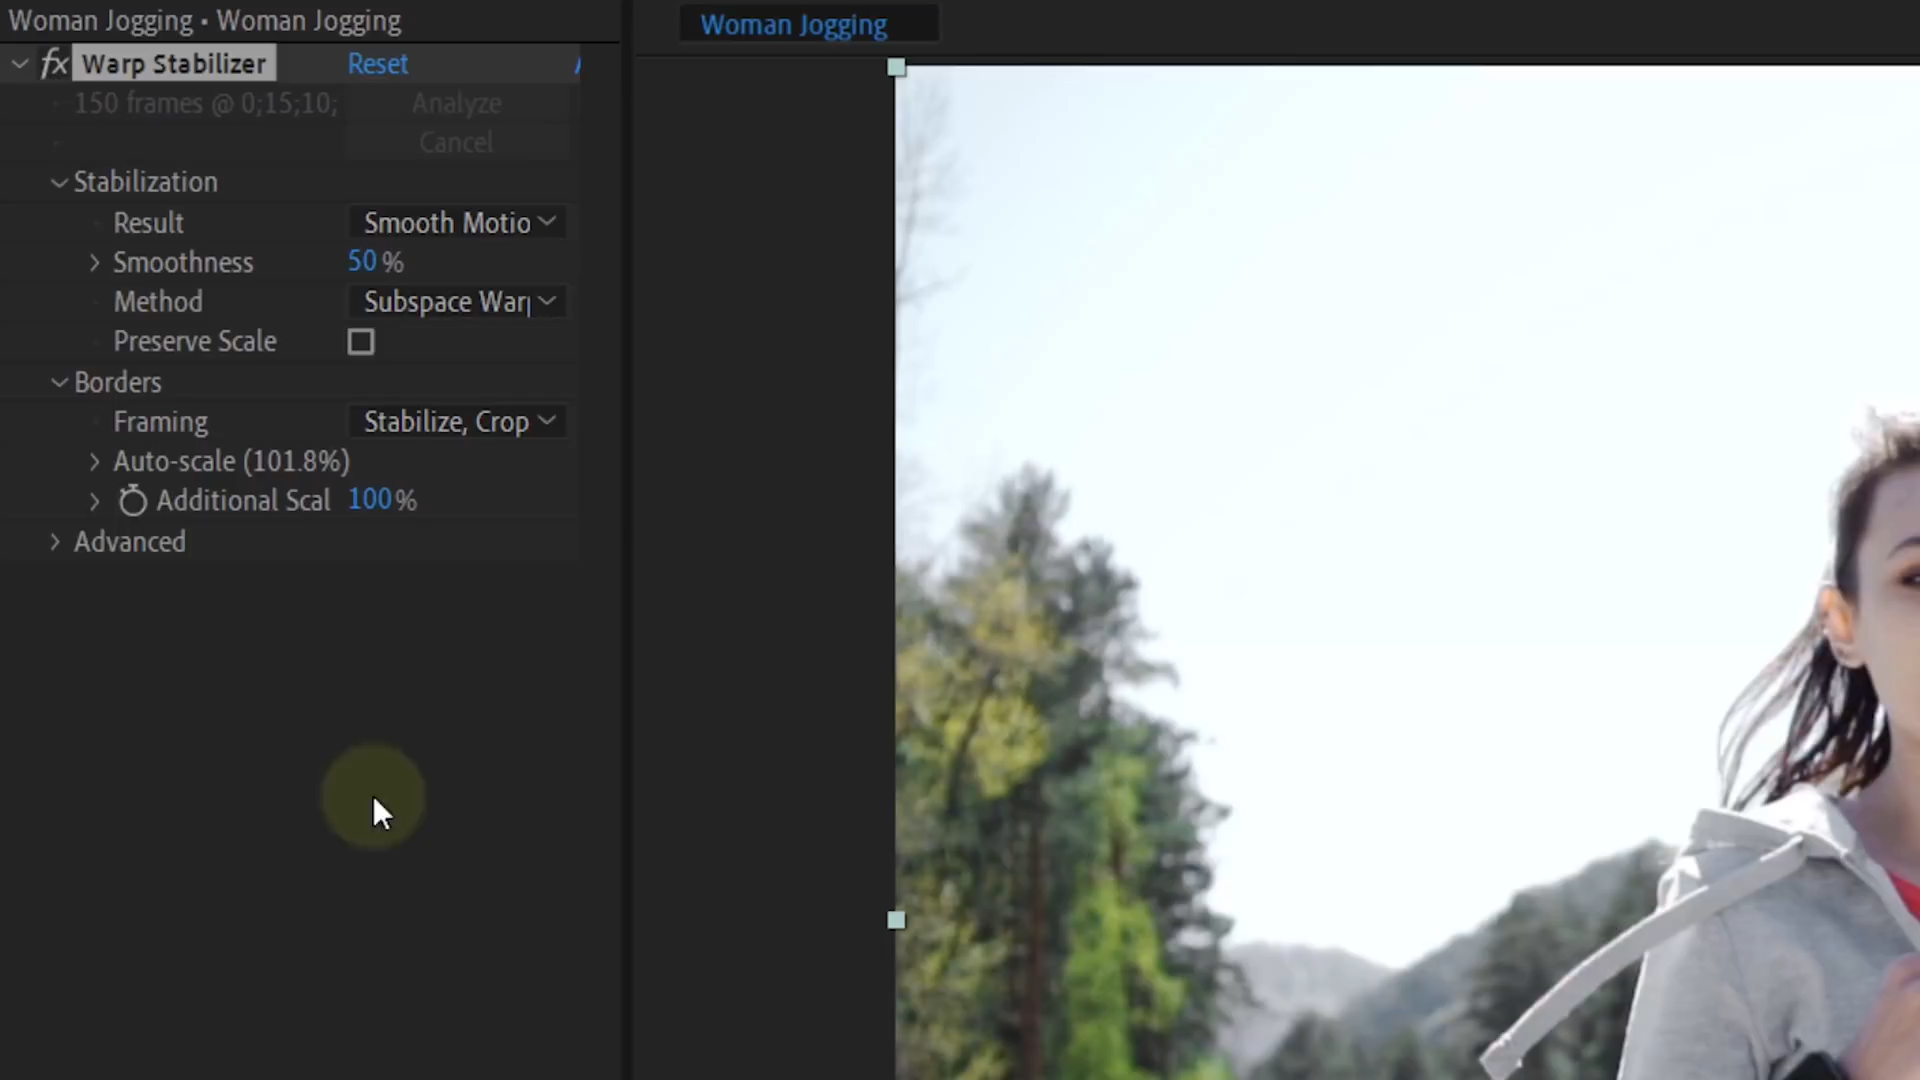 Woman Jogging • Woman Jogging
Woman Jogging
fx Warp Stabilizer Reset
150 frames @ 0;15;10; Analyze
Cancel
Stabilization
Result Smooth Motio
Smoothness 50 %
Method Subspace War
Preserve Scale
Borders
Framing Stabilize, Crop
Auto-scale (101.8%)
Additional Scal 100 %
Advanced